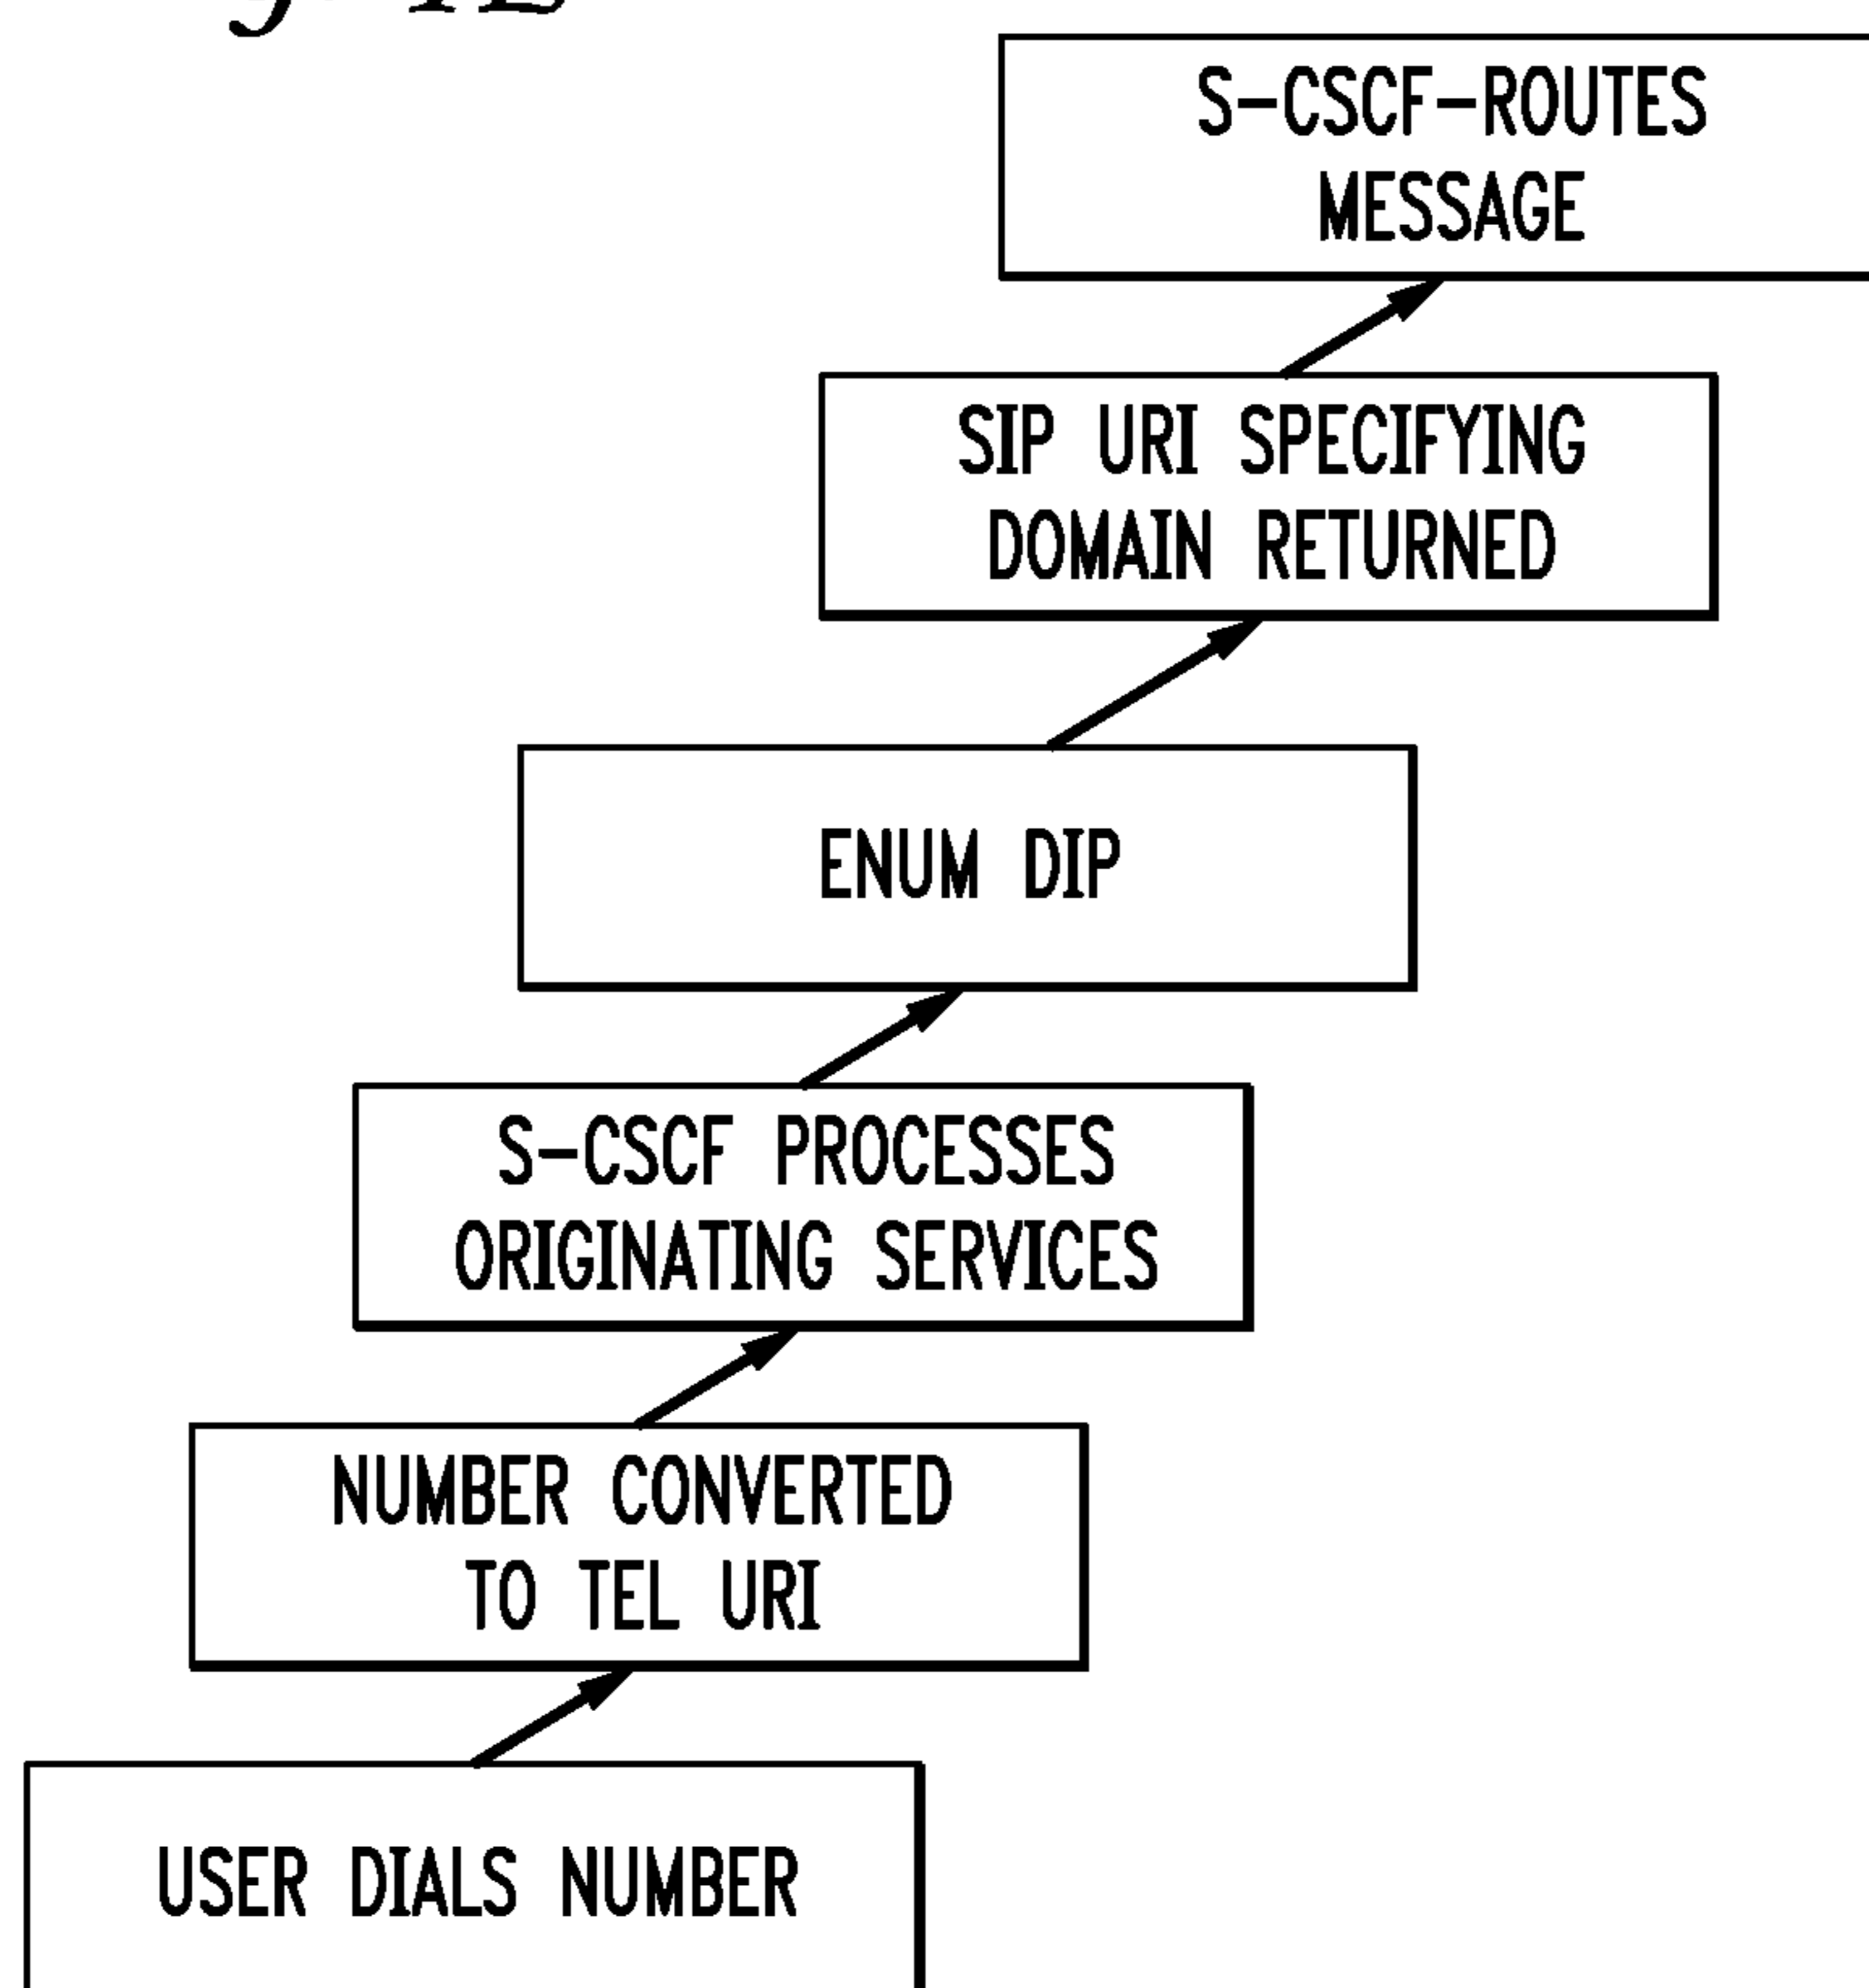 S-CSCF-ROUTES
MESSAGE
SIP URI SPECIFYING
DOMAIN RETURNED
ENUM DIP
S-CSCF PROCESSES
ORIGINATING SERVICES
NUMBER CONVERTED
TO TEL URI
USER DIALS NUMBER